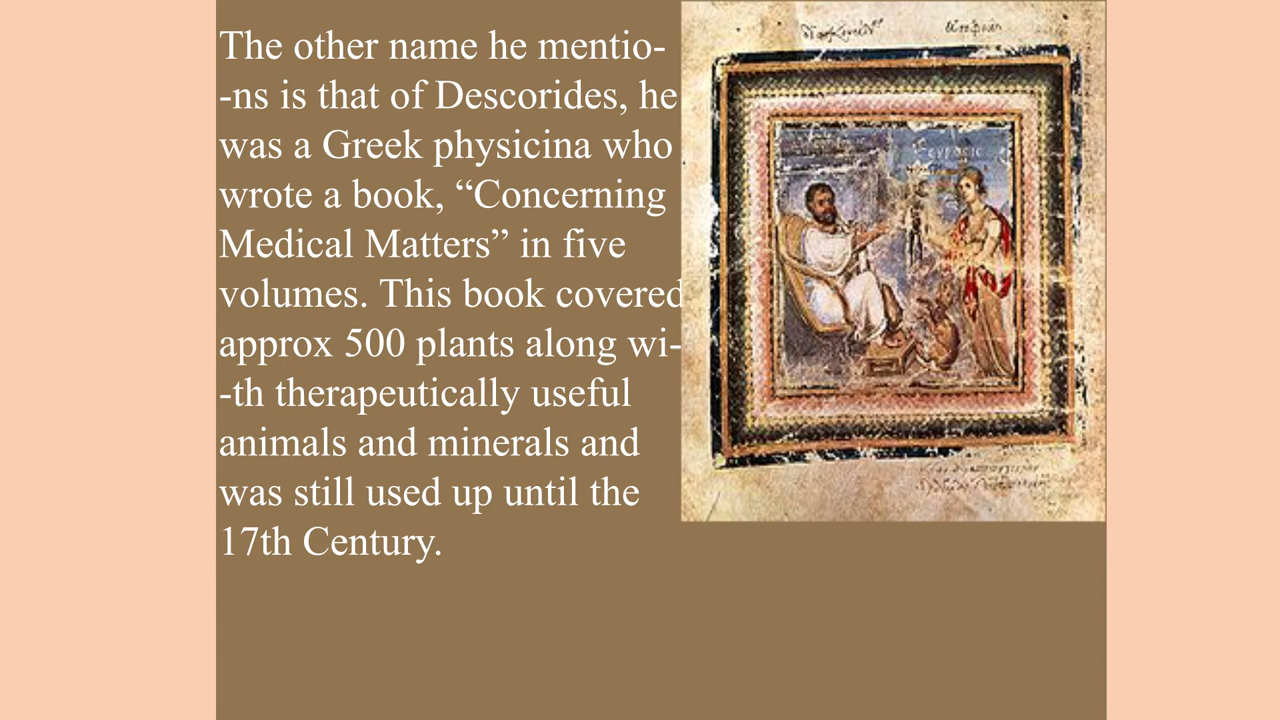 The other name he mentio-
-ns is that of Descorides, he
was a Greek physicina who
wrote a book, “Concerning
Medical Matters” in five
volumes. This book covered
approx 500 plants along wi-
-th therapeutically useful
animals and minerals and
was still used up until the
17th Century.